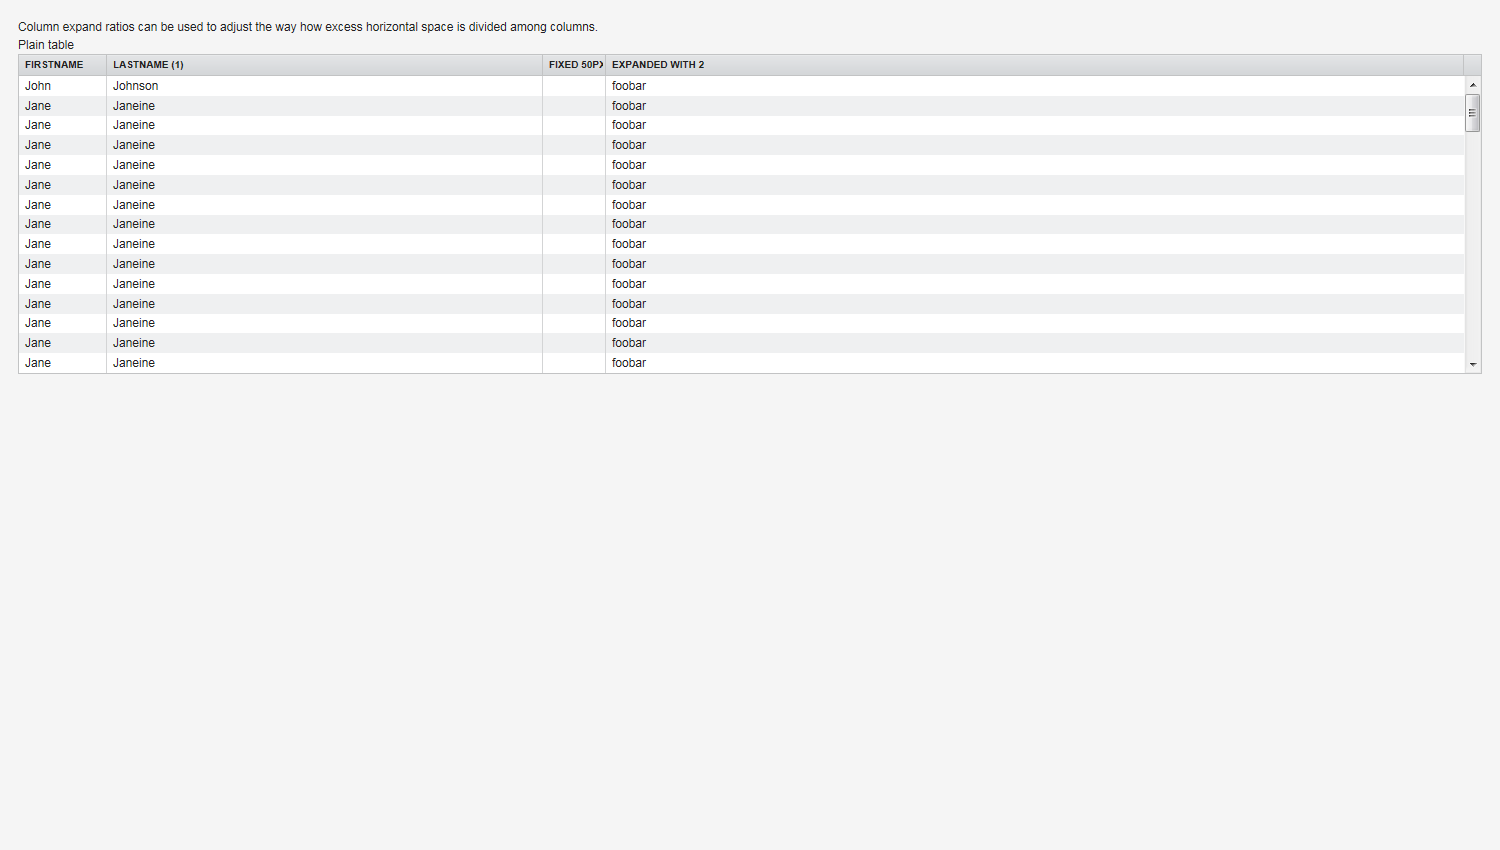 Column expand ratios can be used to adjust the way how excess horizontal space is divided among columns.
Plain table
FIRSTNAME LASTNAME (1) FIXED 50PX EXPANDED WITH 2
John Johnson foobar
Jane Janeine foobar
Jane Janeine foobar
Jane Janeine foobar
Jane Janeine foobar
Jane Janeine foobar
Jane Janeine foobar
Jane Janeine foobar
Jane Janeine foobar
Jane Janeine foobar
Jane Janeine foobar
Jane Janeine foobar
Jane Janeine foobar
Jane Janeine foobar
Jane Janeine foobar